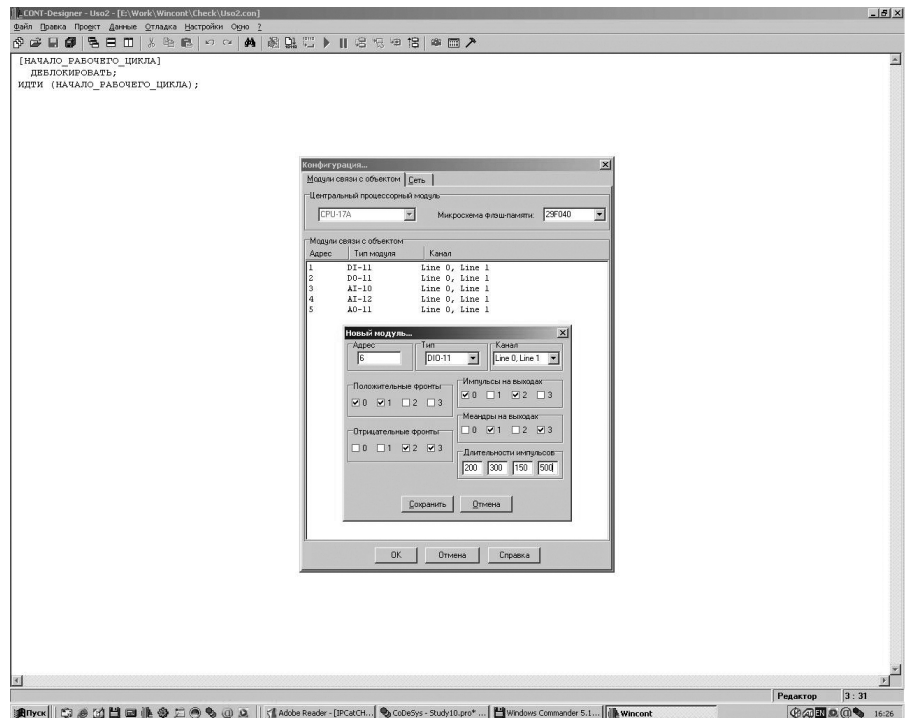 CONT-Designer - Uso2 - [E:\Work\Wincont\Check\Uso2.con]
Файл Правка Проект Данные Отладка Настройки Окно ?
[НАЧАЛО_РАБОЧЕГО_ЦИКЛА]
ДЕБЛОКИРОВАТЬ;
ИДТИ (НАЧАЛО_РАБОЧЕГО_ЦИКЛА);
Конфигурация...
Модули связи с объектом Сеть
Центральный процессорный модуль
CPU-17A Микросхема флэш-памяти: 29F040
Модули связи с объектом
Адрес Тип модуля Канал
1 DI-11 Line 0, Line 1
2 DO-11 Line 0, Line 1
3 AI-10 Line 0, Line 1
4 AI-12 Line 0, Line 1
5 AO-11 Line 0, Line 1
Новый модуль...
Адрес Тип Канал
6 DIO-11 Line 0, Line 1
Положительные фронты
0 1 2 3
Импульсы на выходах
0 1 2 3
Отрицательные фронты
0 1 2 3
Меандры на выходах
0 1 2 3
Длительности импульсов
200 300 150 500
Сохранить Отмена
OK Отмена Справка
Редактор 3 : 31
Пуск Adobe Reader - [IPCatCH... CoDeSys - Study10.pro* ... Windows Commander 5.1... Wincont EN 16:26